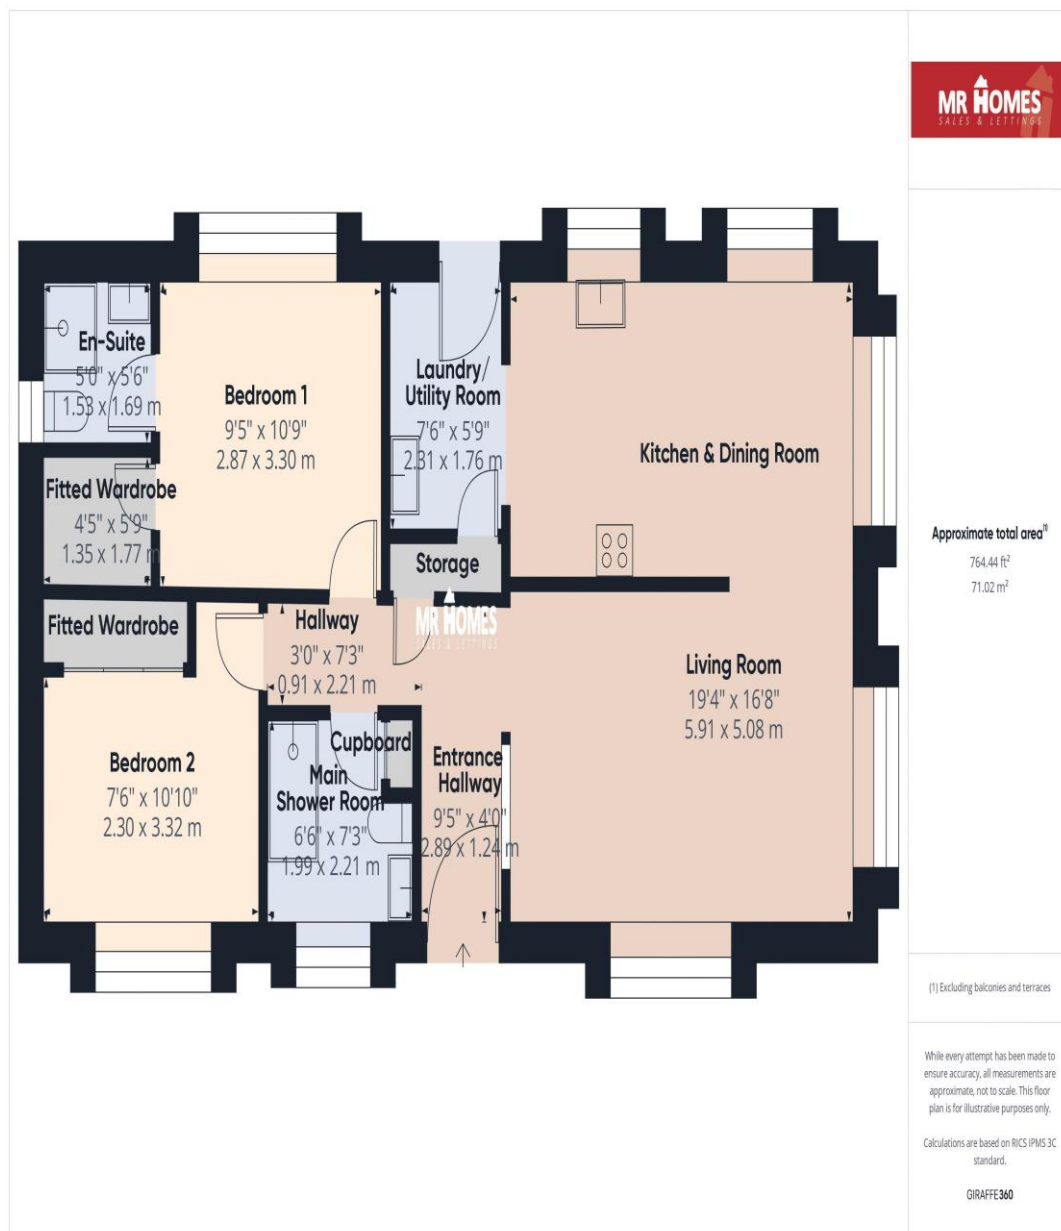 MR HOMES
SALES & LETTINGS
En-Suite
5'0" x 5'6"
1.53 x 1.69 m
Bedroom 1
9'5" x 10'9"
2.87 x 3.30 m
Laundry/
Utility Room
7'6" x 5'9"
2.31 x 1.76 m
Kitchen & Dining Room
Fitted Wardrobe
4'5" x 5'9"
1.35 x 1.77 m
Storage
MR HOMES
SALES & LETTINGS
Fitted Wardrobe
Hallway
3'0" x 7'3"
0.91 x 2.21 m
Living Room
19'4" x 16'8"
5.91 x 5.08 m
Bedroom 2
7'6" x 10'10"
2.30 x 3.32 m
Cupboard
Main
Shower Room
6'6" x 7'3"
1.99 x 2.21 m
Entrance
Hallway
9'5" x 4'0"
2.89 x 1.24 m
Approximate total area(1)
764.44 ft²
71.02 m²
(1) Excluding balconies and terraces
While every attempt has been made to
ensure accuracy, all measurements are
approximate, not to scale. This floor
plan is for illustrative purposes only.
Calculations are based on RICS IPMS 3C
standard.
GIRAFFE360